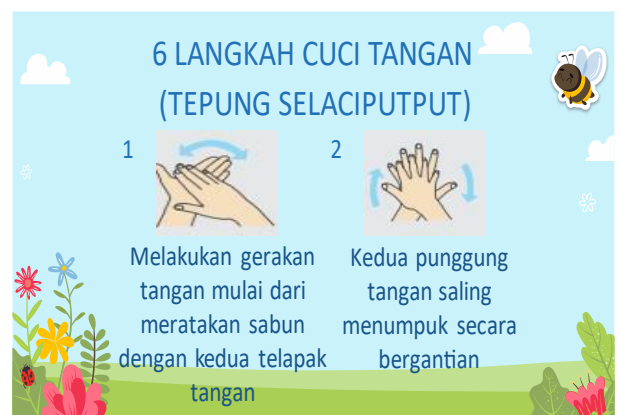 6 LANGKAH CUCI TANGAN
(TEPUNG SELACIPUTPUT)
1
Melakukan gerakan
tangan mulai dari
meratakan sabun
dengan kedua telapak
tangan
2
Kedua punggung
tangan saling
menumpuk secara
bergantian